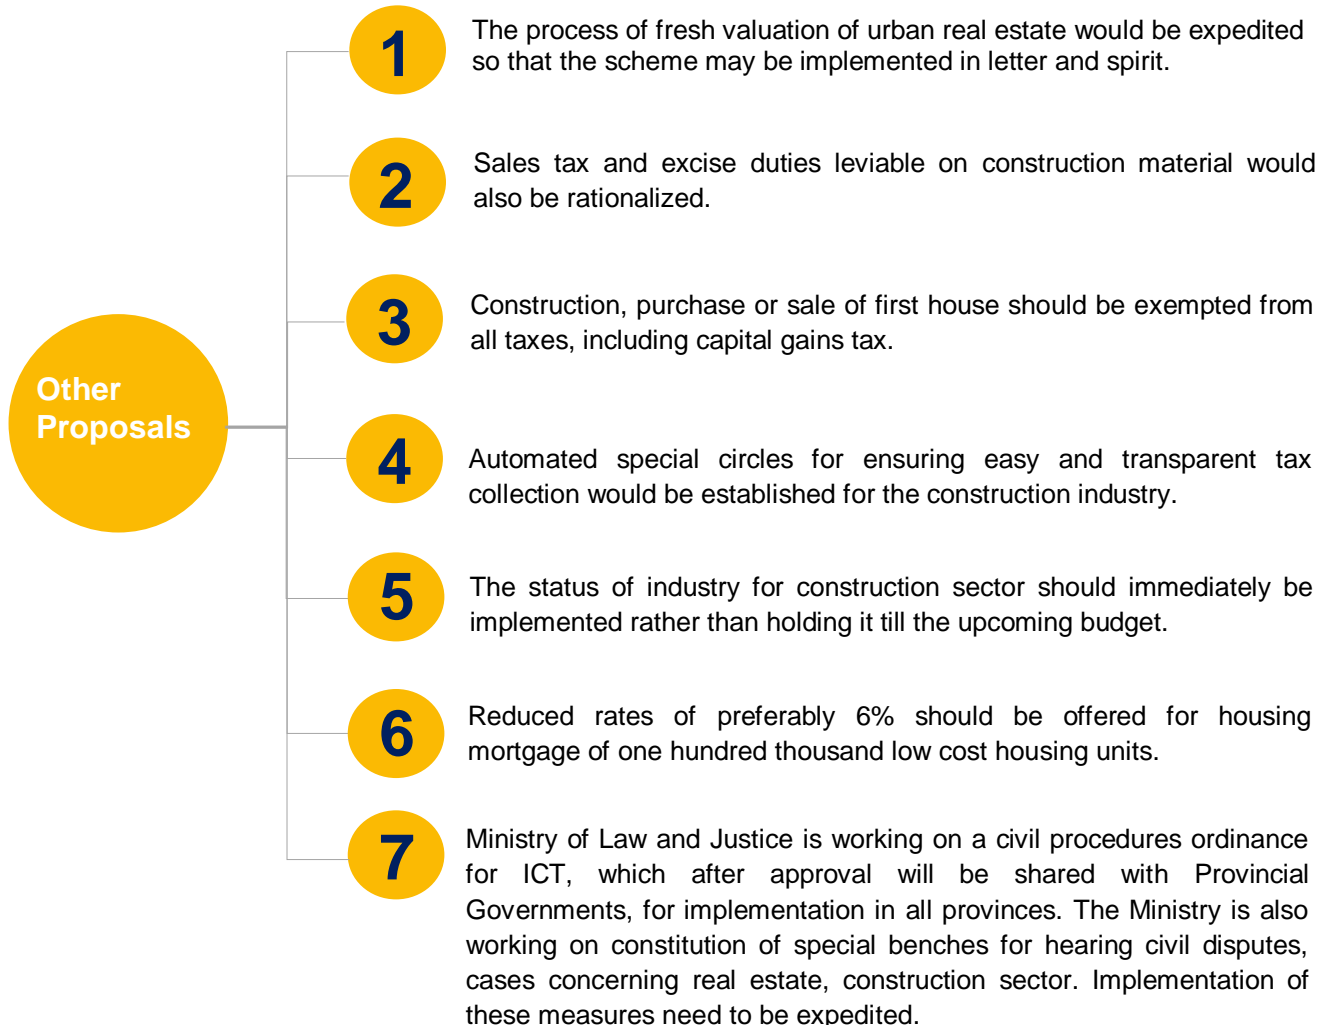 Other
Proposals
1
The process of fresh valuation of urban real estate would be expedited
so that the scheme may be implemented in letter and spirit.
2
Sales tax and excise duties leviable on construction material would
also be rationalized.
3
Construction, purchase or sale of first house should be exempted from
all taxes, including capital gains tax.
4
Automated special circles for ensuring easy and transparent tax
collection would be established for the construction industry.
5
The status of industry for construction sector should immediately be
implemented rather than holding it till the upcoming budget.
6
Reduced rates of preferably 6% should be offered for housing
mortgage of one hundred thousand low cost housing units.
7
Ministry of Law and Justice is working on a civil procedures ordinance
for ICT, which after approval will be shared with Provincial
Governments, for implementation in all provinces. The Ministry is also
working on constitution of special benches for hearing civil disputes,
cases concerning real estate, construction sector. Implementation of
these measures need to be expedited.